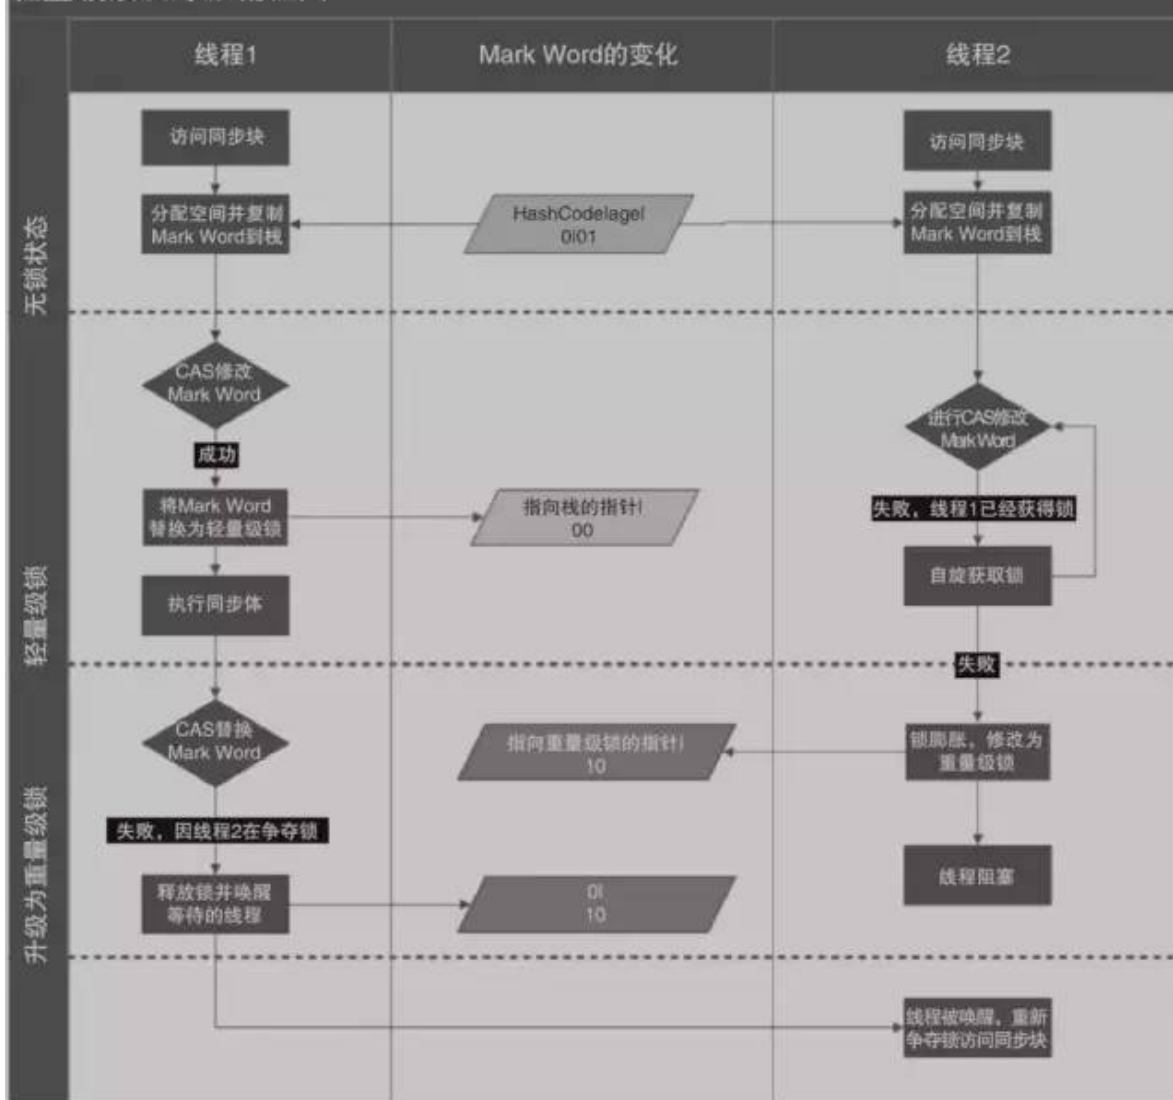 线程1
Mark Word的变化
线程2
无锁状态
访问同步块
分配空间并复制
Mark Word到栈
HashCodelagel
0i01
访问同步块
分配空间并复制
Mark Word到栈
轻量级锁
CAS修改
Mark Word
成功
将Mark Word
替换为轻量级锁
执行同步体
指向栈的指针l
00
进行CAS修改
MarkWord
失败，线程1已经获得锁
自旋获取锁
失败
升级为重量级锁
CAS替换
Mark Word
失败，因线程2在争夺锁
释放锁并唤醒
等待的线程
指向重量级锁的指针l
10
0l
10
锁膨胀，修改为
重量级锁
线程阻塞
线程被唤醒，重新
争夺锁访问同步块